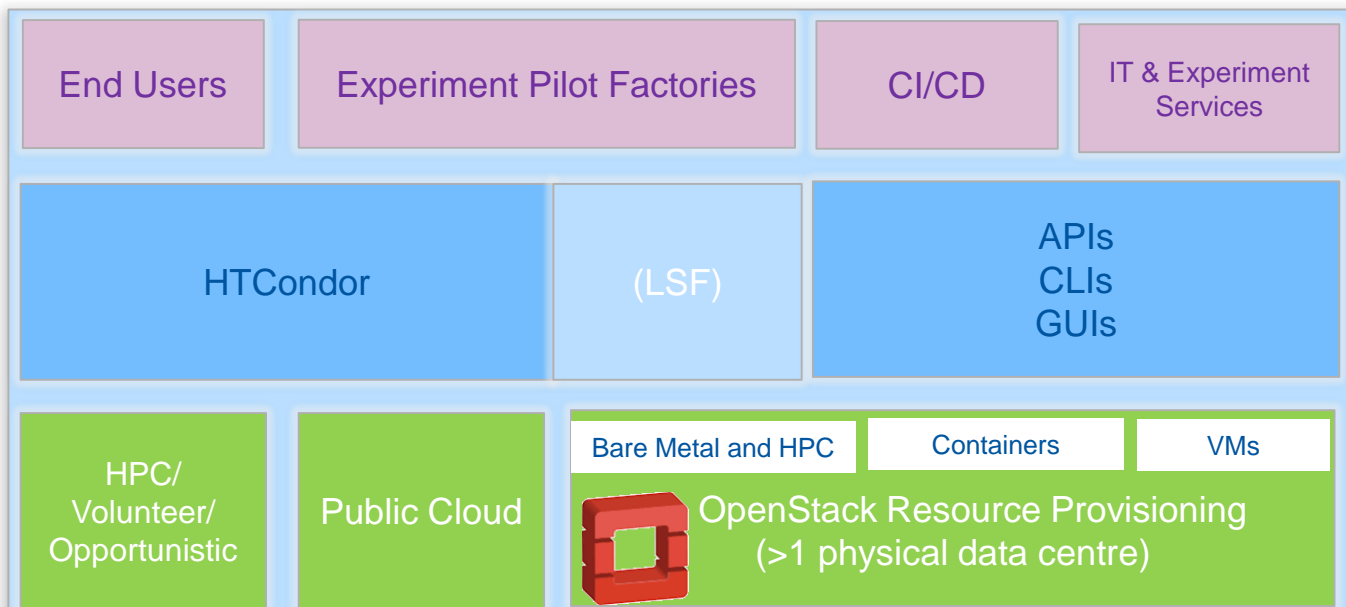 End Users
Experiment Pilot Factories
CI/CD
IT & Experiment
Services
HTCondor
(LSF)
APIs
CLIs
GUIs
HPC/
Volunteer/
Opportunistic
Public Cloud
Bare Metal and HPC
Containers
VMs
OpenStack Resource Provisioning
(>1 physical data centre)